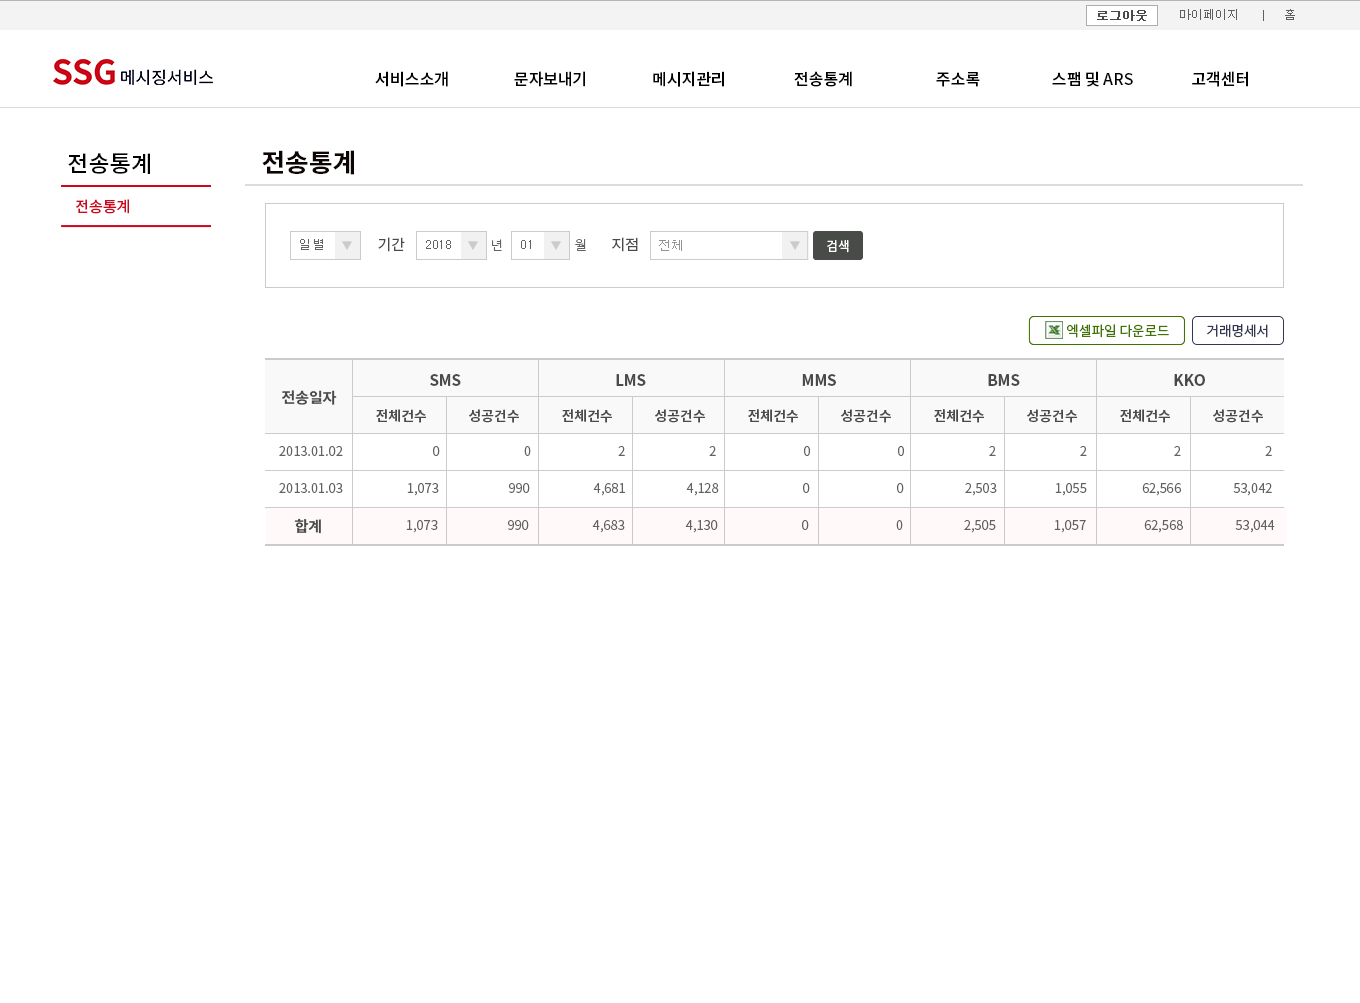 로그아웃 마이페이지 | 홈
SSG 메시징서비스 서비스소개 문자보내기 메시지관리 전송통계 주소록 스팸 및 ARS 고객센터
전송통계
전송통계
전송통계
일별 기간 2018 년 01 월 지점 전체 검색
엑셀파일 다운로드 거래명세서
전송일자 SMS LMS MMS BMS KKO
전체건수 성공건수 전체건수 성공건수 전체건수 성공건수 전체건수 성공건수 전체건수 성공건수
2013.01.02 0 0 2 2 0 0 2 2 2 2
2013.01.03 1,073 990 4,681 4,128 0 0 2,503 1,055 62,566 53,042
합계 1,073 990 4,683 4,130 0 0 2,505 1,057 62,568 53,044